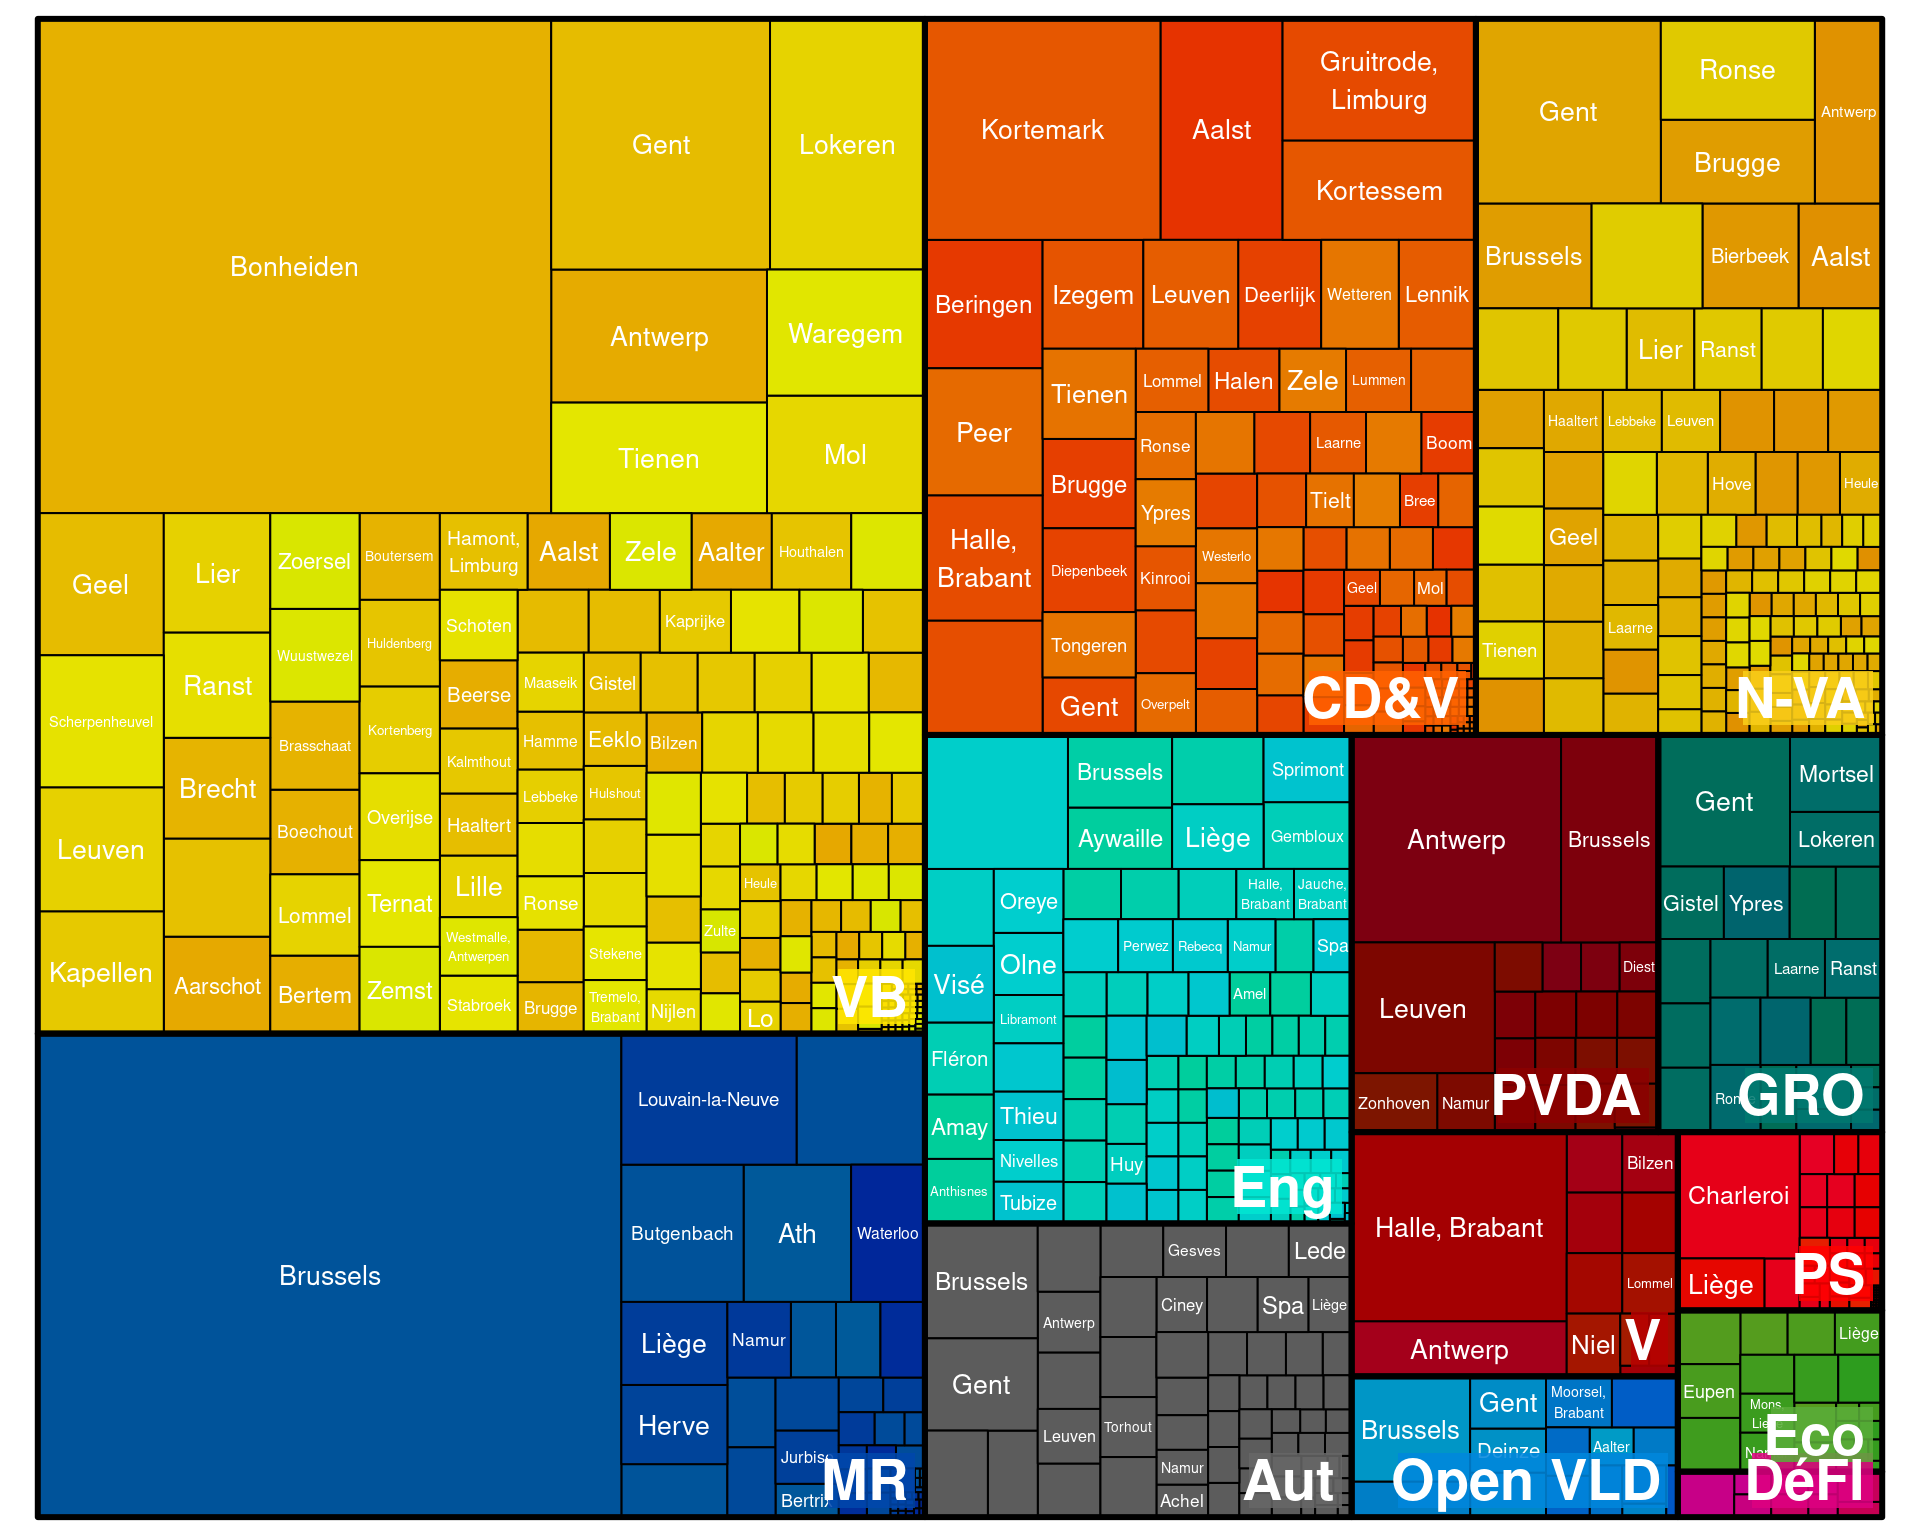 Bonheiden
Gent
Lokeren
Antwerp
Waregem
Tienen
Mol
Geel
Lier
Zoersel
Boutersem
Hamont,
Limburg
Aalst
Zele
Aalter
Houthalen
Scherpenheuvel
Ranst
Wuustwezel
Huldenberg
Schoten
Kaprijke
Beerse
Maaseik
Gistel
Brecht
Brasschaat
Kortenberg
Kalmthout
Hamme
Eeklo
Bilzen
Leuven
Boechout
Overijse
Haaltert
Lebbeke
Hulshout
Lommel
Ternat
Lille
Ronse
Heule
Kapellen
Aarschot
Bertem
Zemst
Westmalle,
Antwerpen
Stabroek
Brugge
Stekene
Tremelo,
Brabant
Nijlen
Zulte
Lo
VB
Kortemark
Aalst
Gruitrode,
Limburg
Kortessem
Beringen
Izegem
Leuven
Deerlijk
Wetteren
Lennik
Peer
Tienen
Lommel
Halen
Zele
Lummen
Brugge
Ronse
Laarne
Boom
Halle,
Brabant
Ypres
Tielt
Bree
Diepenbeek
Kinrooi
Westerlo
Geel
Mol
Tongeren
Gent
Overpelt
CD&V
Gent
Ronse
Antwerp
Brugge
Brussels
Bierbeek
Aalst
Lier
Ranst
Haaltert
Lebbeke
Leuven
Hove
Heule
Geel
Laarne
Tienen
N-VA
Brussels
Louvain-la-Neuve
Butgenbach
Ath
Waterloo
Liège
Namur
Herve
Jurbise
Bertrix
MR
Brussels
Sprimont
Aywaille
Liège
Gembloux
Oreye
Halle,
Brabant
Jauche,
Brabant
Visé
Olne
Perwez
Rebecq
Namur
Spa
Libramont
Amel
Fléron
Amay
Thieu
Nivelles
Huy
Anthisnes
Tubize
Eng
Antwerp
Brussels
Leuven
Diest
Zonhoven
Namur
PVDA
Gent
Mortsel
Lokeren
Gistel
Ypres
Laarne
Ranst
GRO
Brussels
Gesves
Lede
Antwerp
Ciney
Spa
Liège
Gent
Leuven
Torhout
Namur
Achel
Aut
Halle, Brabant
Bilzen
Lommel
Antwerp
Niel
V
Charleroi
Liège
PS
Brussels
Gent
Moorsel,
Brabant
Deinze
Aalter
Open VLD
Liège
Eupen
Mons
Eco
DéFI